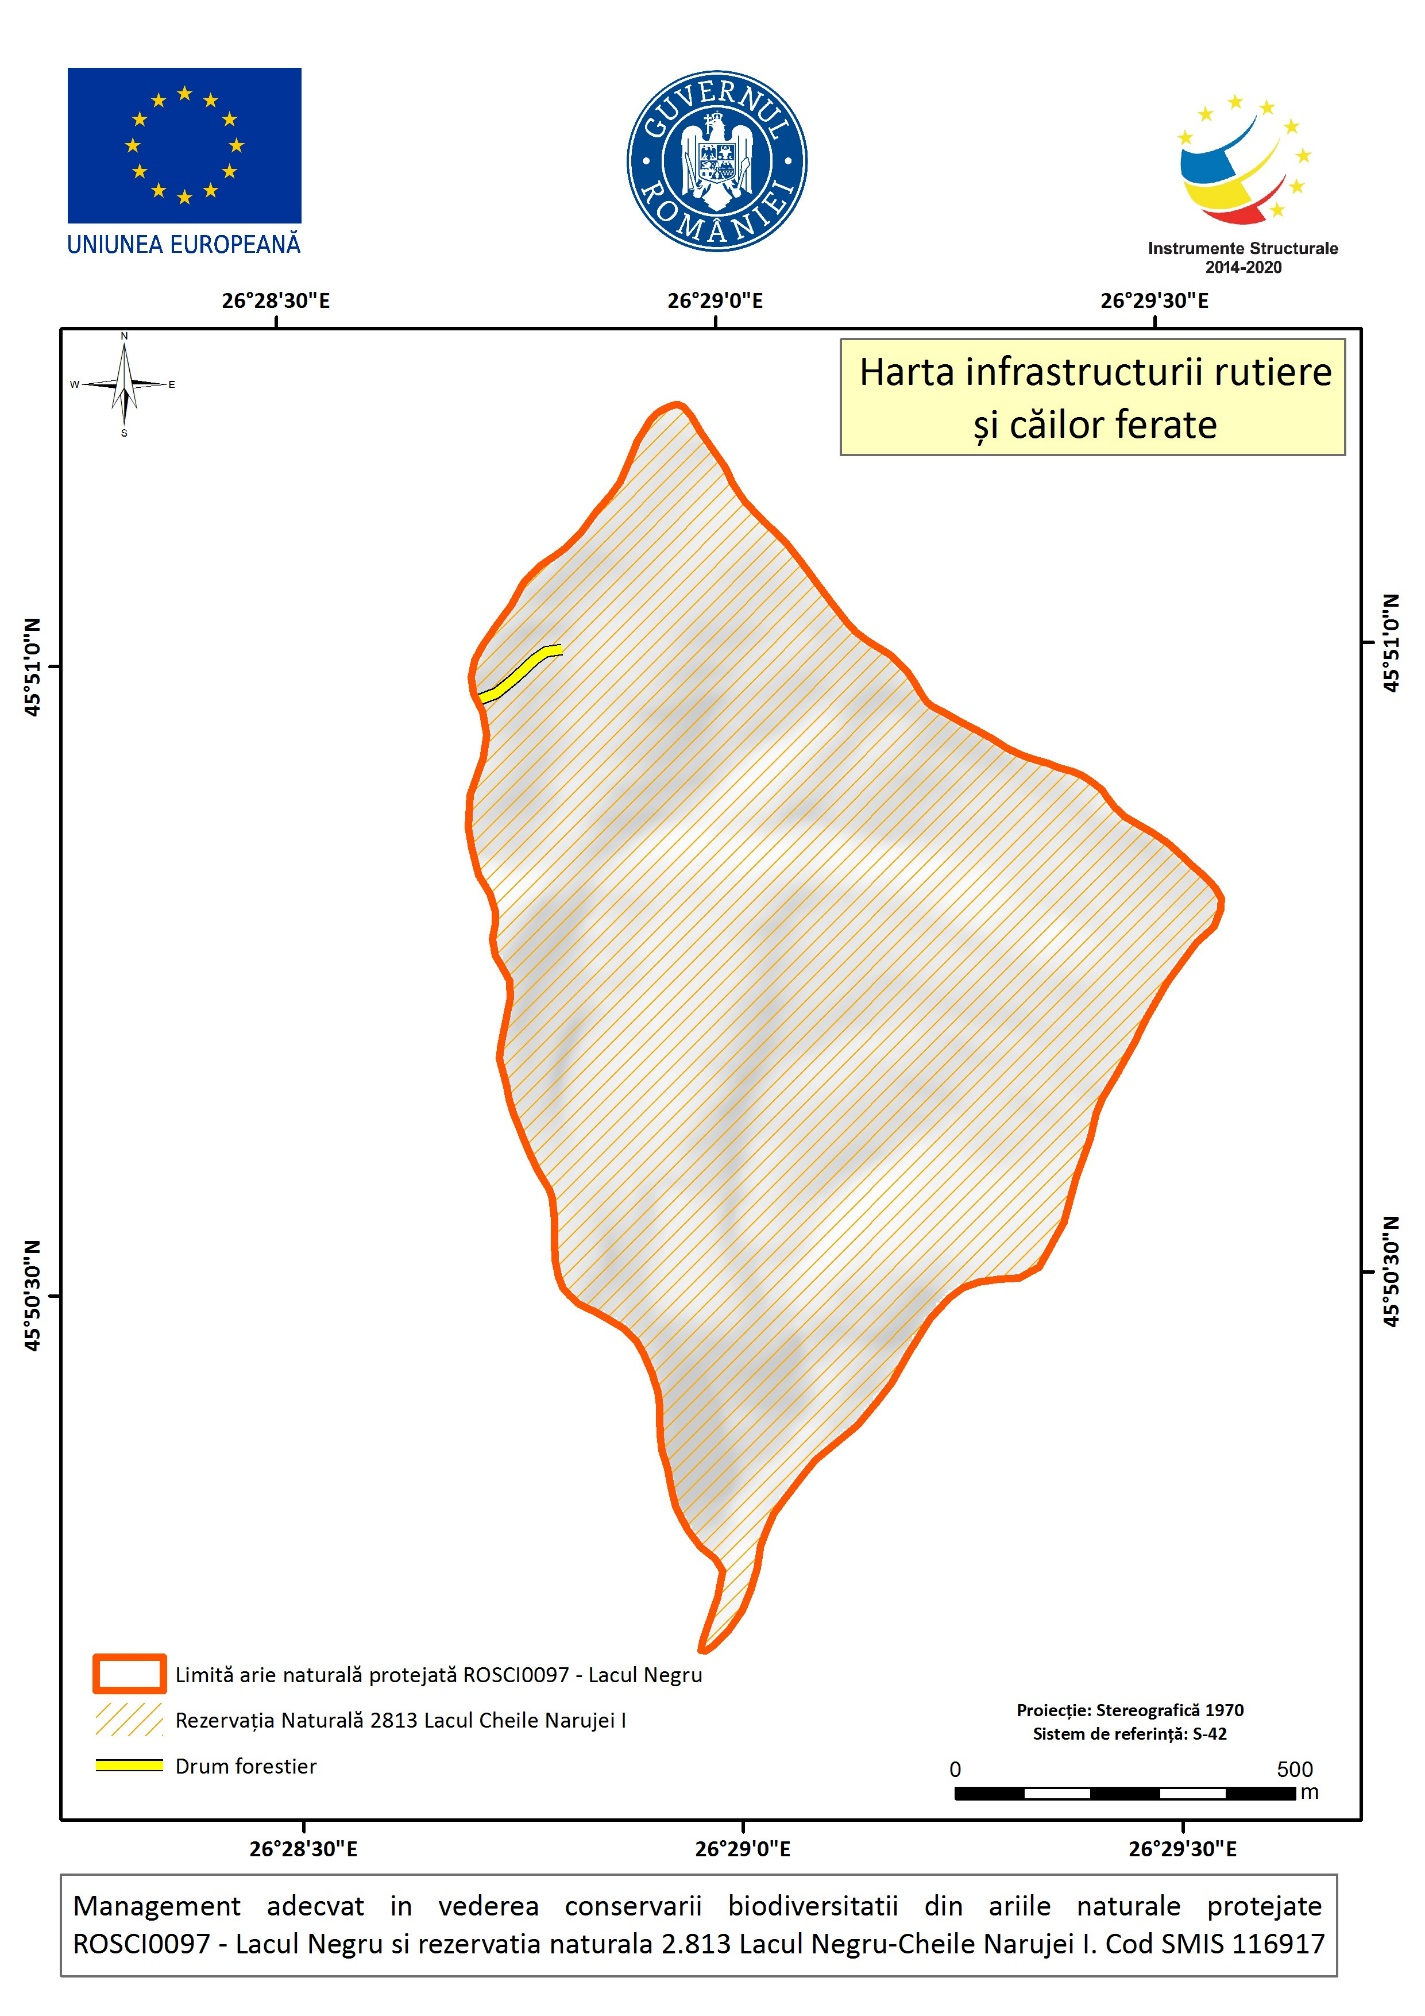 UNIUNEA EUROPEANĂ
GUVERNUL ROMÂNIEI
Instrumente Structurale
2014-2020
26°28'30"E
26°29'0"E
26°29'30"E
N
W
E
S
Harta infrastructurii rutiere
și căilor ferate
45°51'0"N
45°51'0"N
45°50'30"N
45°50'30"N
Limită arie naturală protejată ROSCI0097 - Lacul Negru
Rezervația Naturală 2813 Lacul Cheile Narujei I
Drum forestier
Proiecție: Stereografică 1970
Sistem de referință: S-42
0 500
m
26°28'30"E
26°29'0"E
26°29'30"E
Management adecvat in vederea conservarii biodiversitatii din ariile naturale protejate
ROSCI0097 - Lacul Negru si rezervatia naturala 2.813 Lacul Negru-Cheile Narujei I. Cod SMIS 116917